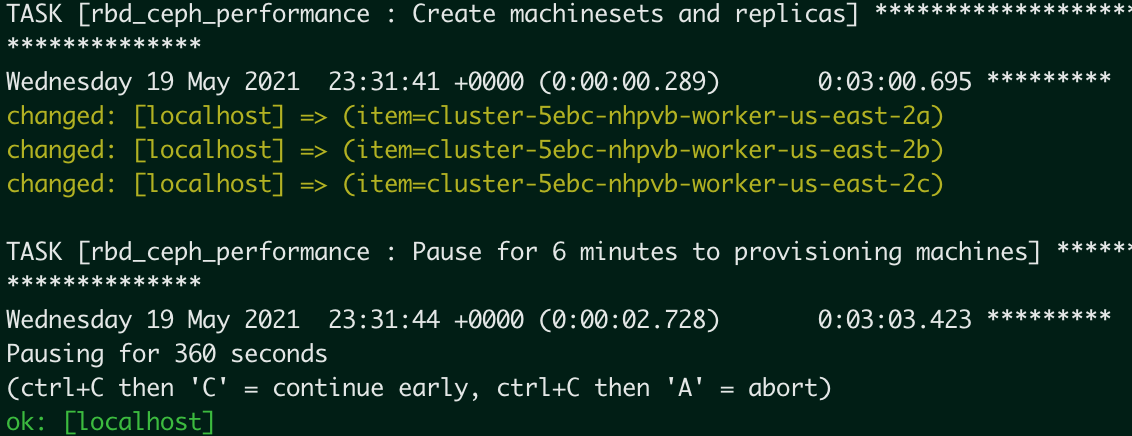 TASK [rbd_ceph_performance : Create machinesets and replicas] *******************
**************
Wednesday 19 May 2021  23:31:41 +0000 (0:00:00.289)       0:03:00.695 *********
changed: [localhost] => (item=cluster-5ebc-nhpvb-worker-us-east-2a)
changed: [localhost] => (item=cluster-5ebc-nhpvb-worker-us-east-2b)
changed: [localhost] => (item=cluster-5ebc-nhpvb-worker-us-east-2c)
TASK [rbd_ceph_performance : Pause for 6 minutes to provisioning machines] ******
**************
Wednesday 19 May 2021  23:31:44 +0000 (0:00:02.728)       0:03:03.423 *********
Pausing for 360 seconds
(ctrl+C then 'C' = continue early, ctrl+C then 'A' = abort)
ok: [localhost]